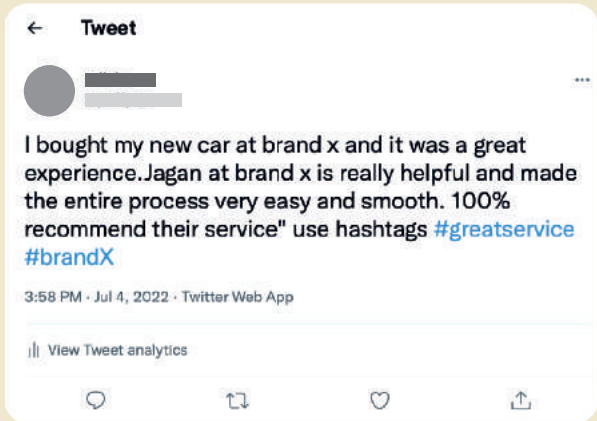 Tweet
I bought my new car at brand x and it was a great
experience.Jagan at brand x is really helpful and made
the entire process very easy and smooth. 100%
recommend their service" use hashtags #greatservice
#brandX
3:58 PM · Jul 4, 2022 · Twitter Web App
View Tweet analytics